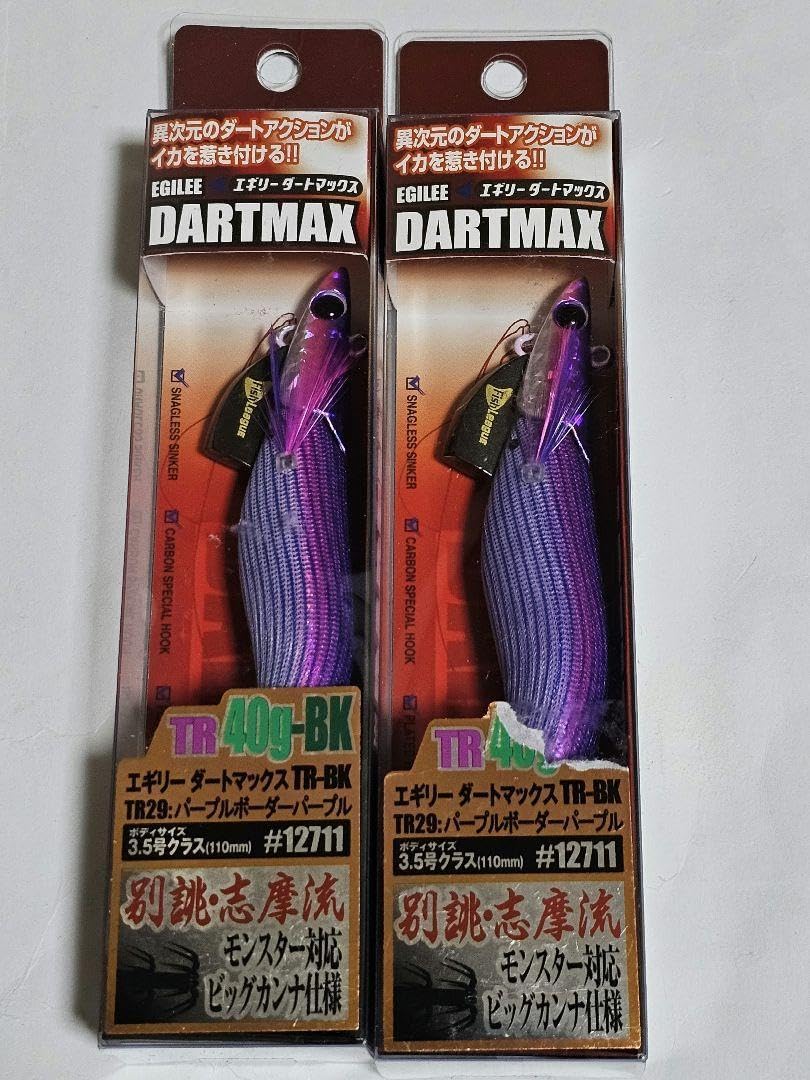 異次元のダートアクションが
イカを惹き付ける!!
EGILEE エギリー ダートマックス
DARTMAX
SNAGLESS SINKER
CARBON SPECIAL HOOK
Fish League
TR 40g-BK
エギリー ダートマックス TR-BK
TR29:パープルボーダーパープル
ボディサイズ
3.5号クラス(110mm) #12711
別誂・志摩流
モンスター対応
ビッグカンナ仕様
異次元のダートアクションが
イカを惹き付ける!!
EGILEE エギリー ダートマックス
DARTMAX
SNAGLESS SINKER
CARBON SPECIAL HOOK
Fish League
TR 40g
エギリー ダートマックス TR-BK
TR29:パープルボーダーパープル
ボディサイズ
3.5号クラス(110mm) #12711
別誂・志摩流
モンスター対応
ビッグカンナ仕様